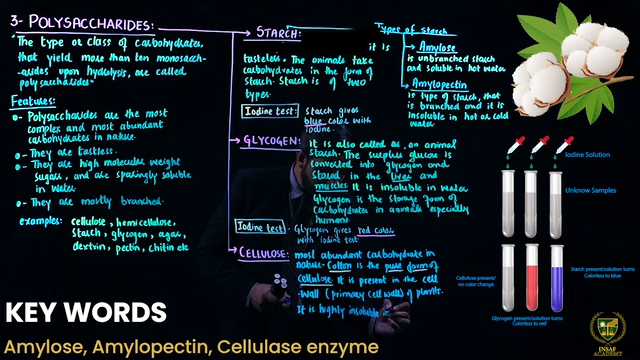 3- POLYSACCHARIDES:
"The type or class of carbohydrates
that yield more than ten monosacch-
-arides upon hydrolysis, are called
polysaccharides"
Features:
o- Polysaccharides are the most
complex and most abundant
carbohydrates in nature.
o- They are tastless.
o- They are high molecular weight
sugars, and are sparingly soluble
in water.
o- They are mostly branched.
examples: cellulose, hemicellulose,
starch, glycogen, agar,
dextrin, pectin, chitin etc
STARCH:
it is
tasteless. The animals take
carbohydrates in the form of
starch. Starch is of two
types.
Iodine test: Starch gives
blue color with
Iodine.
GLYCOGEN:
It is also called as, an animal
starch. The surplus glucose is
converted into glycogen and
stored in the liver and
muscles. It is insoluble in water
Glycogen is the storage form of
carbohydrates in animals especially
humans.
Iodine test- Glycogen gives red color
with iodine test
CELLULOSE: most abundant carbohydrate in
nature. Cotton is the pure form of
cellulose. It is present in the cell
-wall (primary cell wall) of plants.
It is highly insoluble
Types of starch
Amylose
is unbranched starch
and soluble in hot water
Amylopectin
is type of starch, that
is branched and it is
insoluble in hot or cold
water
Iodine Solution
Unknow Samples
Cellulose present/
no color change
Starch present/solution turns
Colorless to blue
Glycogen present/solution turns
Colorless to red
KEY WORDS
Amylose, Amylopectin, Cellulase enzyme
INSAF
ACADEMY